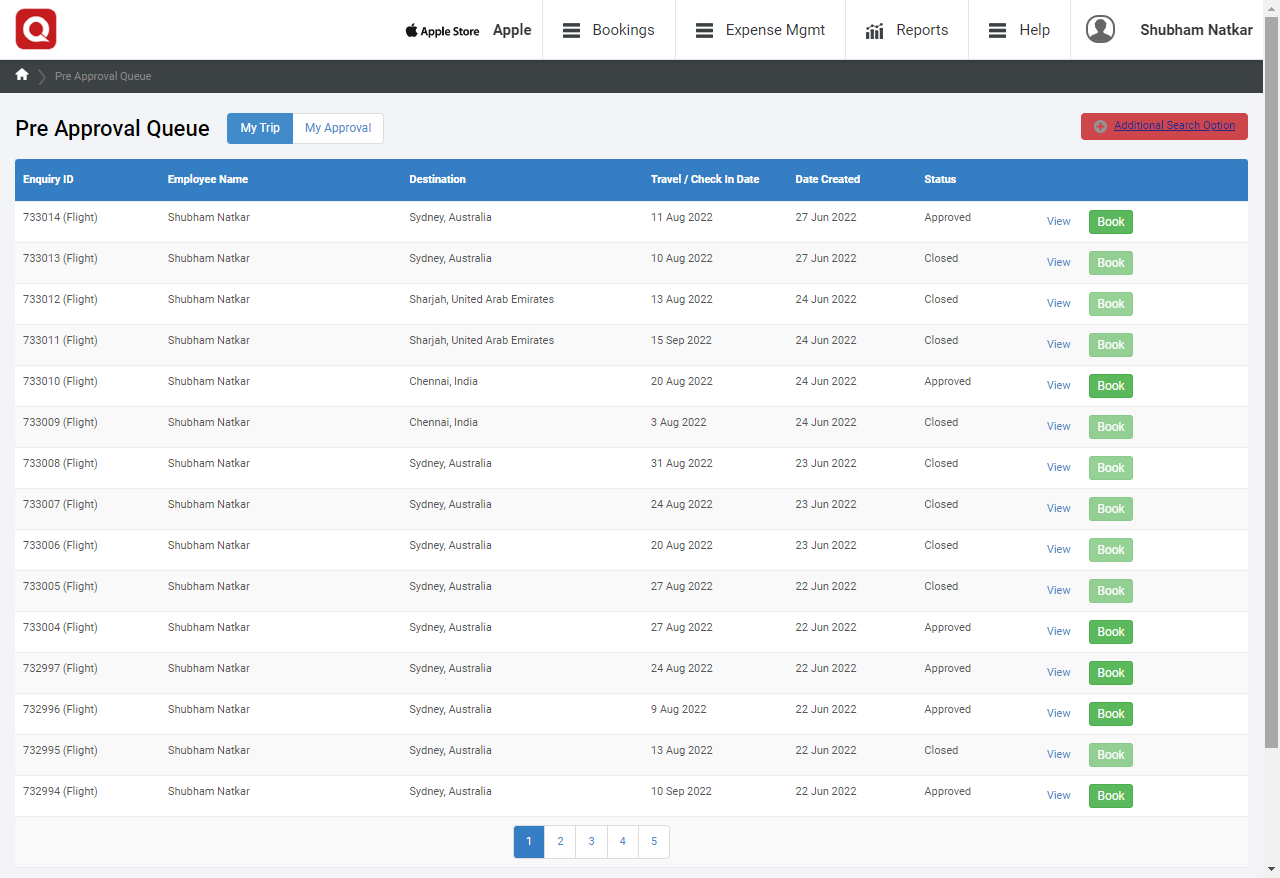 Apple Store Apple Bookings Expense Mgmt Reports Help Shubham Natkar
Pre Approval Queue
Pre Approval Queue My Trip My Approval Additional Search Option
Enquiry ID Employee Name Destination Travel / Check In Date Date Created Status
733014 (Flight) Shubham Natkar Sydney, Australia 11 Aug 2022 27 Jun 2022 Approved View Book
733013 (Flight) Shubham Natkar Sydney, Australia 10 Aug 2022 27 Jun 2022 Closed View Book
733012 (Flight) Shubham Natkar Sharjah, United Arab Emirates 13 Aug 2022 24 Jun 2022 Closed View Book
733011 (Flight) Shubham Natkar Sharjah, United Arab Emirates 15 Sep 2022 24 Jun 2022 Closed View Book
733010 (Flight) Shubham Natkar Chennai, India 20 Aug 2022 24 Jun 2022 Approved View Book
733009 (Flight) Shubham Natkar Chennai, India 3 Aug 2022 24 Jun 2022 Closed View Book
733008 (Flight) Shubham Natkar Sydney, Australia 31 Aug 2022 23 Jun 2022 Closed View Book
733007 (Flight) Shubham Natkar Sydney, Australia 24 Aug 2022 23 Jun 2022 Closed View Book
733006 (Flight) Shubham Natkar Sydney, Australia 20 Aug 2022 23 Jun 2022 Closed View Book
733005 (Flight) Shubham Natkar Sydney, Australia 27 Aug 2022 22 Jun 2022 Closed View Book
733004 (Flight) Shubham Natkar Sydney, Australia 27 Aug 2022 22 Jun 2022 Approved View Book
732997 (Flight) Shubham Natkar Sydney, Australia 24 Aug 2022 22 Jun 2022 Approved View Book
732996 (Flight) Shubham Natkar Sydney, Australia 9 Aug 2022 22 Jun 2022 Approved View Book
732995 (Flight) Shubham Natkar Sydney, Australia 13 Aug 2022 22 Jun 2022 Closed View Book
732994 (Flight) Shubham Natkar Sydney, Australia 10 Sep 2022 22 Jun 2022 Approved View Book
1 2 3 4 5